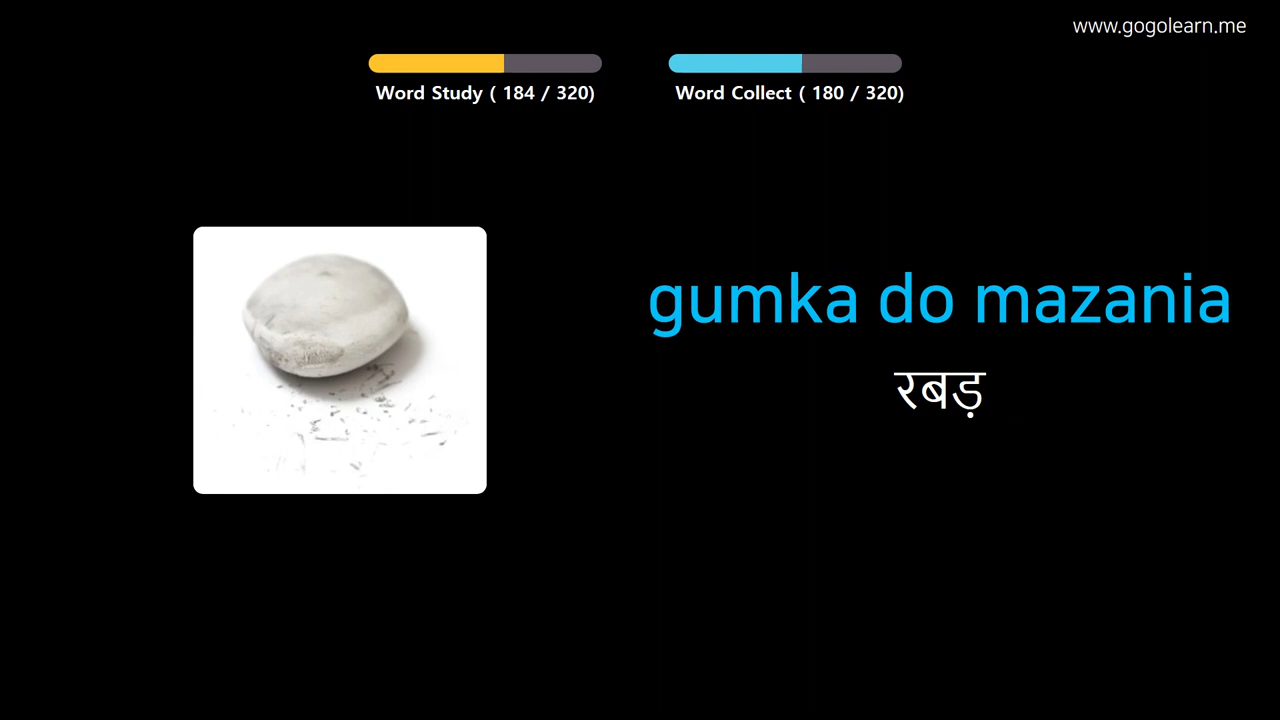 www.gogolearn.me
Word Study ( 184 / 320)
Word Collect ( 180 / 320)
gumka do mazania
रबड़